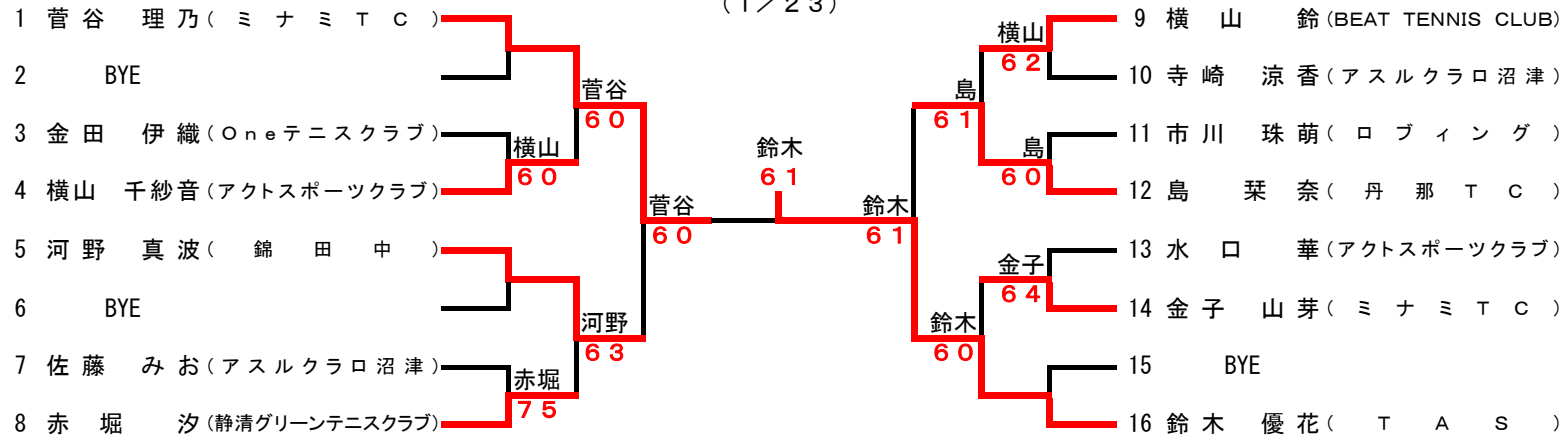 (1/23)
1 菅谷 理乃(ミナミTC)
2 BYE
3 金田 伊織(Oneテニスクラブ)
4 横山 千紗音(アクトスポーツクラブ)
5 河野 真波(錦田中)
6 BYE
7 佐藤 みお(アスルクラロ沼津)
8 赤堀 汐(静清グリーンテニスクラブ)
横山
60
赤堀
75
菅谷
60
河野
63
菅谷
60
鈴木
61
鈴木
61
島
61
鈴木
60
横山
62
島
60
金子
64
9 横山 鈴(BEAT TENNIS CLUB)
10 寺崎 涼香(アスルクラロ沼津)
11 市川 珠萌(ロブィング)
12 島 栞奈(丹那TC)
13 水口 華(アクトスポーツクラブ)
14 金子 山芽(ミナミTC)
15 BYE
16 鈴木 優花(TAS)